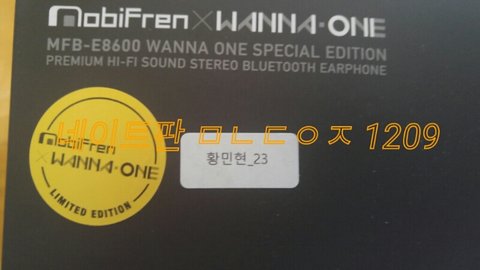 mobiFren × WANNA·ONE
MFB-E8600 WANNA ONE SPECIAL EDITION
PREMIUM HI-FI SOUND STEREO BLUETOOTH EARPHONE
네이트판 ㅁㄴㄷㅇㅈ 1209
mobiFren
× WANNA·ONE
LIMITED EDITION
황민현_23